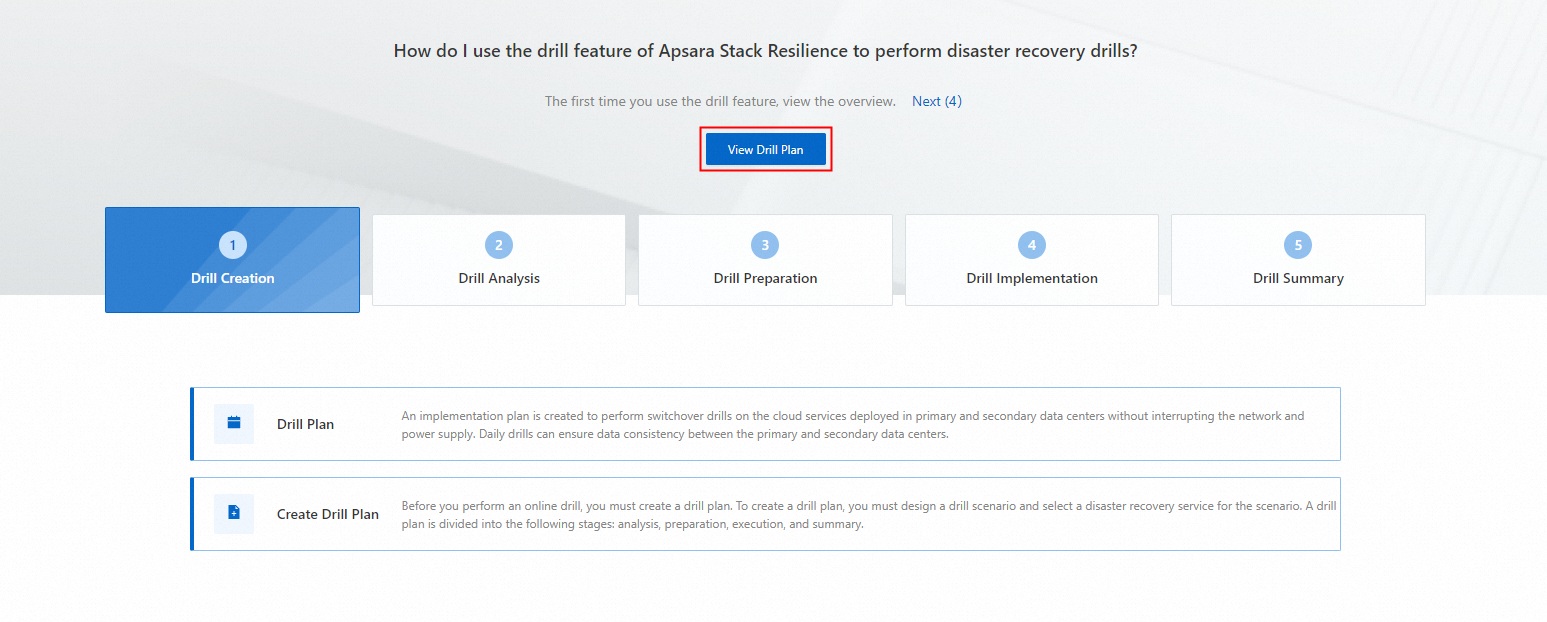 How do I use the drill feature of Apsara Stack Resilience to perform disaster recovery drills?
The first time you use the drill feature, view the overview. Next (4)
View Drill Plan
1
Drill Creation
2
Drill Analysis
3
Drill Preparation
4
Drill Implementation
5
Drill Summary
Drill Plan
An implementation plan is created to perform switchover drills on the cloud services deployed in primary and secondary data centers without interrupting the network and
power supply. Daily drills can ensure data consistency between the primary and secondary data centers.
Create Drill Plan
Before you perform an online drill, you must create a drill plan. To create a drill plan, you must design a drill scenario and select a disaster recovery service for the scenario. A drill
plan is divided into the following stages: analysis, preparation, execution, and summary.